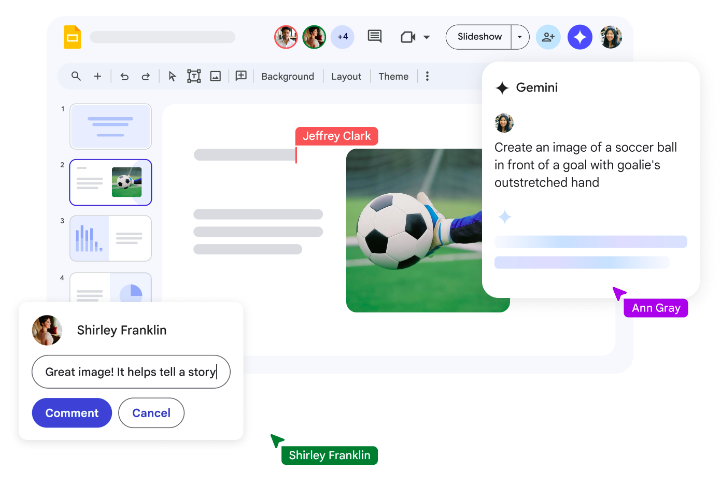 +4
Slideshow
Background
Layout
Theme
Gemini
Create an image of a soccer ball
in front of a goal with goalie's
outstretched hand
Ann Gray
Jeffrey Clark
1
2
3
4
Shirley Franklin
Great image! It helps tell a story
Comment
Cancel
Shirley Franklin